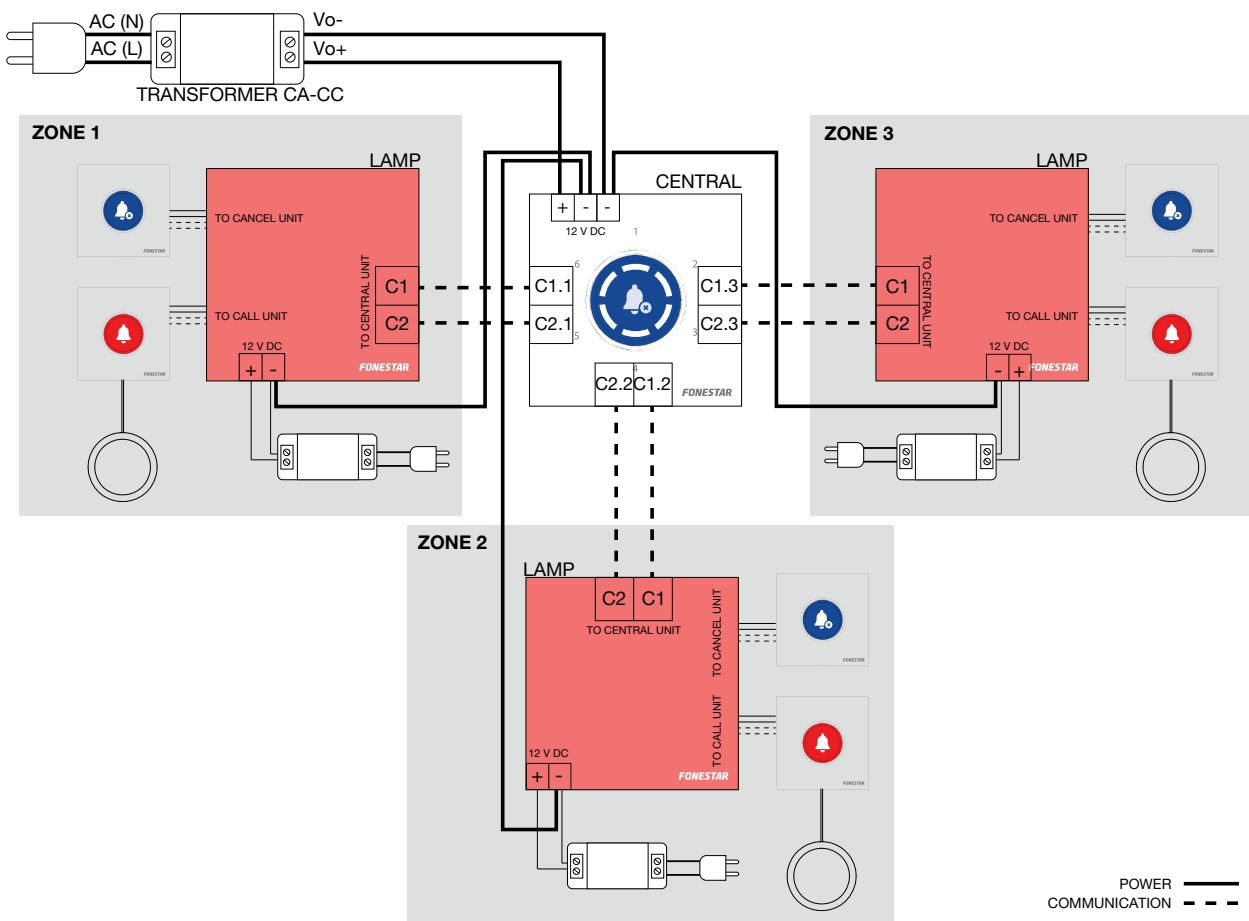 AC (N)
Vo-
AC (L)
Vo+
TRANSFORMER CA-CC
ZONE 1
LAMP
TO CANCEL UNIT
FONESTAR
TO CENTRAL UNIT
C1
C2
TO CALL UNIT
12 V DC
+ -
FONESTAR
FONESTAR
CENTRAL
+ - -
12 V DC
1
6
2
C1.1
C1.3
C2.1
C2.3
5
3
4
C2.2 C1.2
FONESTAR
ZONE 3
LAMP
TO CANCEL UNIT
FONESTAR
C1
C2
TO CENTRAL UNIT
TO CALL UNIT
12 V DC
- +
FONESTAR
FONESTAR
ZONE 2
LAMP
C2 C1
TO CENTRAL UNIT
TO CANCEL UNIT
FONESTAR
TO CALL UNIT
12 V DC
+ -
FONESTAR
FONESTAR
POWER
COMMUNICATION